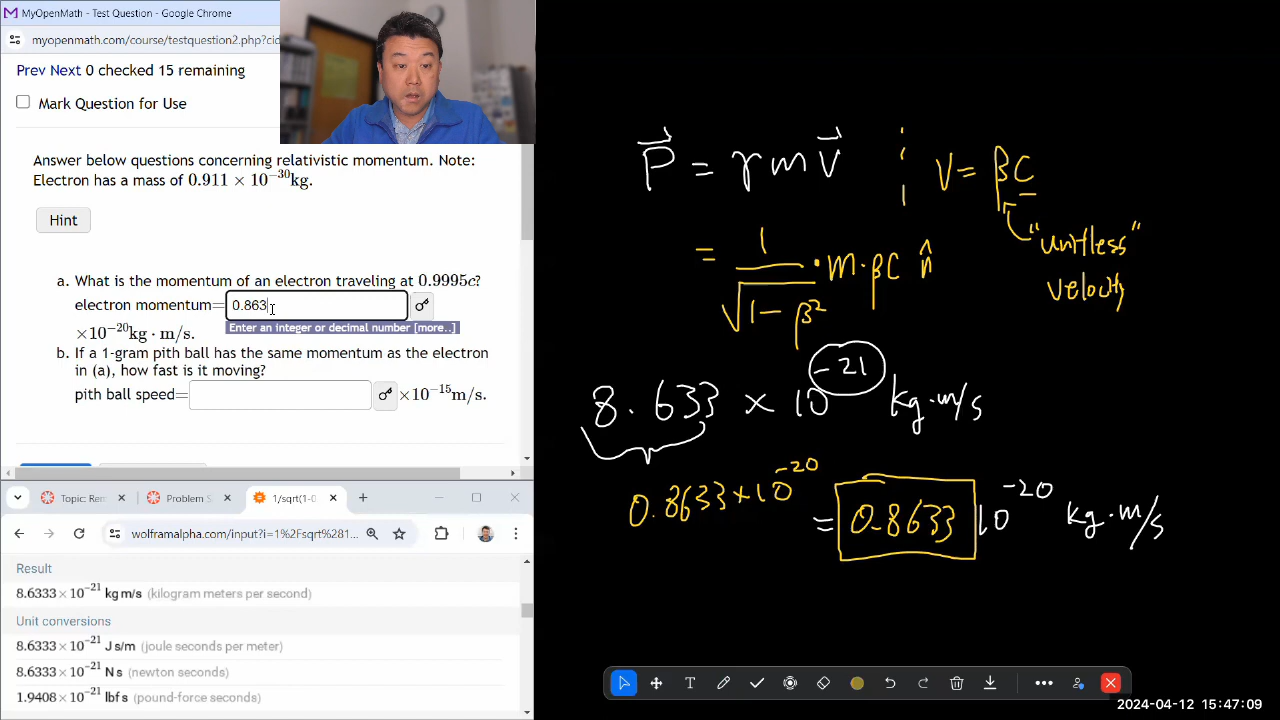 MyOpenMath - Test Question - Google Chrome
myopenmath.com/course/testquestion2.php?cid
Prev Next 0 checked 15 remaining
Mark Question for Use
Answer below questions concerning relativistic momentum. Note:
Electron has a mass of 0.911 × 10⁻³⁰kg.
Hint
a. What is the momentum of an electron traveling at 0.9995c?
electron momentum= 0.863
Enter an integer or decimal number [more..]
×10⁻²⁰kg · m/s.
b. If a 1-gram pith ball has the same momentum as the electron
in (a), how fast is it moving?
pith ball speed= ×10⁻¹⁵m/s.
Topic: Rem
Problem S
1/sqrt(1-0
wolframalpha.com/input?i=1%2Fsqrt%281...
Result
8.6333×10⁻²¹ kg m/s (kilogram meters per second)
Unit conversions
8.6333×10⁻²¹ J s/m (joule seconds per meter)
8.6333×10⁻²¹ N s (newton seconds)
1.9408×10⁻²¹ lbf s (pound-force seconds)
P⃗ = γmv⃗ ; v = βc
"unitless"
velocity
= 1/√(1-β²) · m·βc n̂
8.633 × 10⁻²¹ kg·m/s
0.8633×10⁻²⁰ = 0.8633 10⁻²⁰ kg·m/s
T
2024-04-12 15:47:09